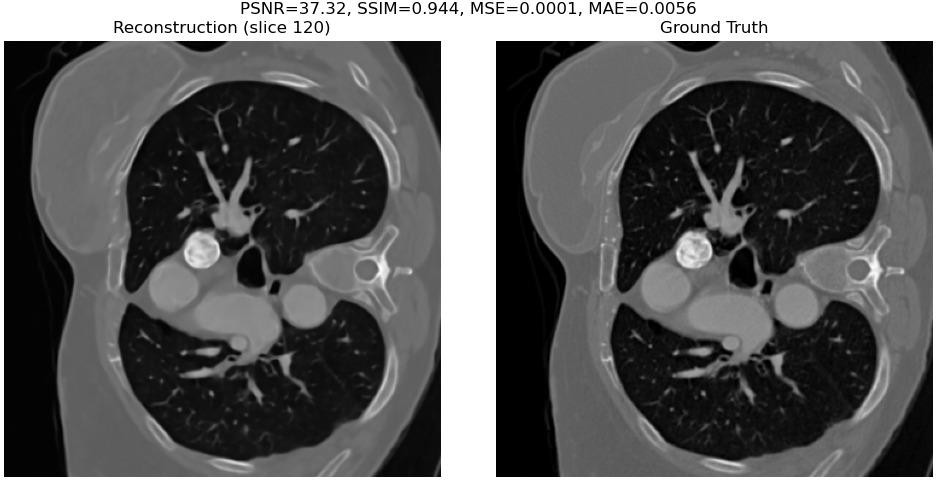 PSNR=37.32, SSIM=0.944, MSE=0.0001, MAE=0.0056
Reconstruction (slice 120)
Ground Truth